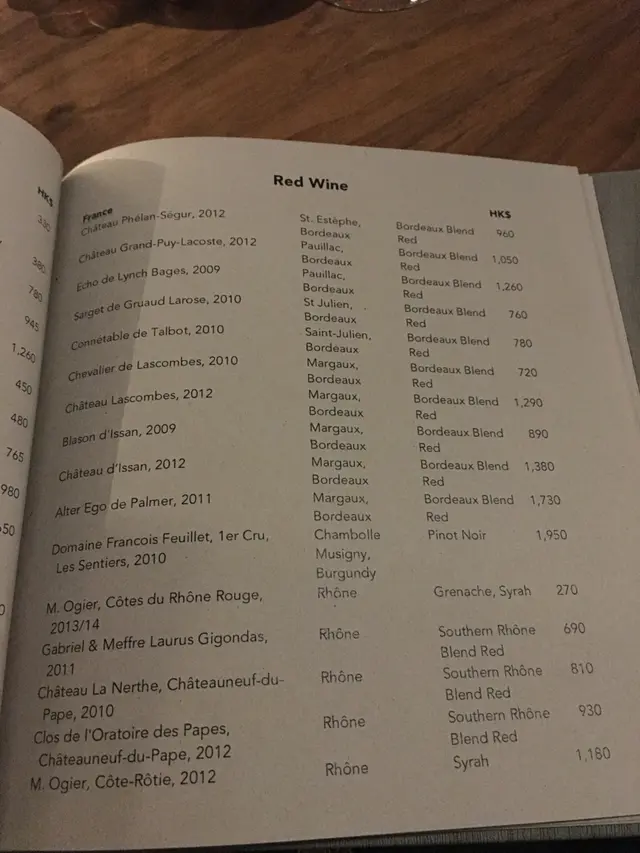 HK$
330
380
780
945
1,260
450
480
765
980
Red Wine
France
HK$
Château Phélan-Ségur, 2012 St. Estèphe, Bordeaux Blend 960
Bordeaux Red
Château Grand-Puy-Lacoste, 2012 Pauillac, Bordeaux Blend 1,050
Bordeaux Red
Echo de Lynch Bages, 2009 Pauillac, Bordeaux Blend 1,260
Bordeaux Red
Sarget de Gruaud Larose, 2010 St Julien, Bordeaux Blend 760
Bordeaux Red
Connétable de Talbot, 2010 Saint-Julien, Bordeaux Blend 780
Bordeaux Red
Chevalier de Lascombes, 2010 Margaux, Bordeaux Blend 720
Bordeaux Red
Château Lascombes, 2012 Margaux, Bordeaux Blend 1,290
Bordeaux Red
Blason d'Issan, 2009 Margaux, Bordeaux Blend 890
Bordeaux Red
Château d'Issan, 2012 Margaux, Bordeaux Blend 1,380
Bordeaux Red
Alter Ego de Palmer, 2011 Margaux, Bordeaux Blend 1,730
Bordeaux Red
Domaine Francois Feuillet, 1er Cru, Chambolle Pinot Noir 1,950
Les Sentiers, 2010 Musigny,
Burgundy
M. Ogier, Côtes du Rhône Rouge, Rhône Grenache, Syrah 270
2013/14
Gabriel & Meffre Laurus Gigondas, Rhône Southern Rhône 690
2011 Blend Red
Château La Nerthe, Châteauneuf-du- Rhône Southern Rhône 810
Pape, 2010 Blend Red
Clos de l'Oratoire des Papes, Rhône Southern Rhône 930
Châteauneuf-du-Pape, 2012 Blend Red
M. Ogier, Côte-Rôtie, 2012 Rhône Syrah 1,180